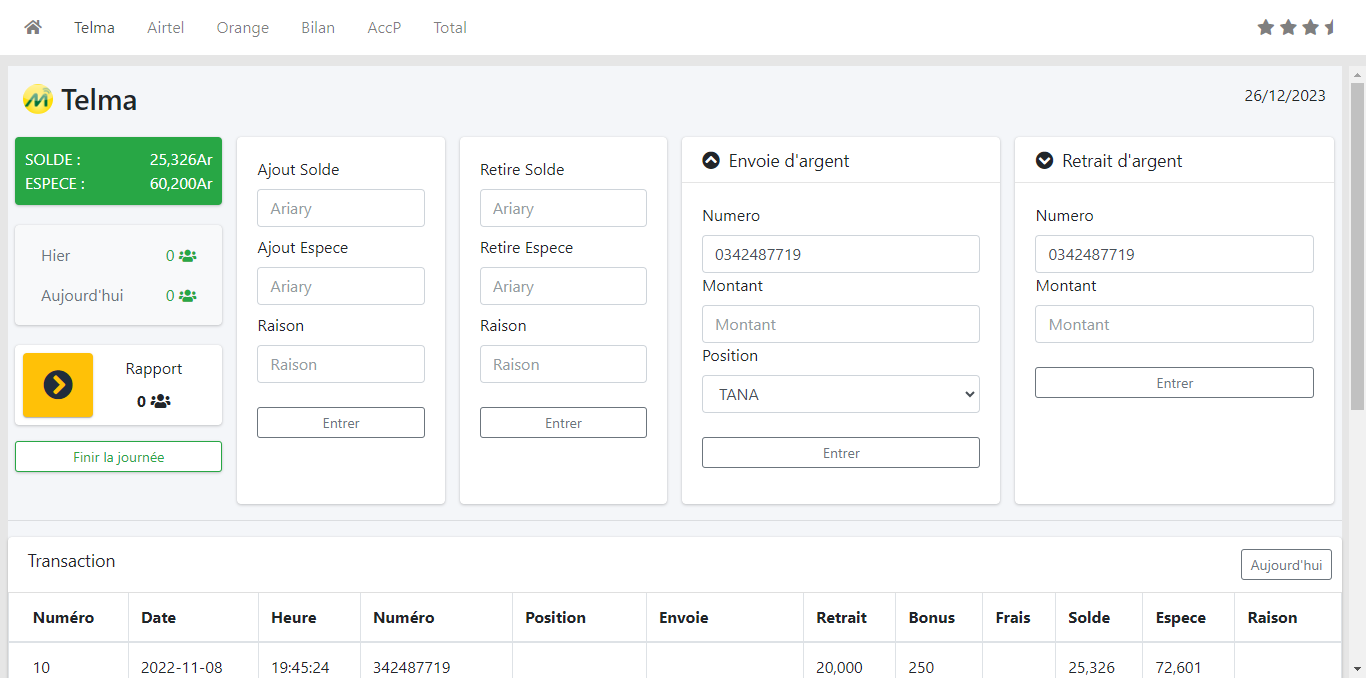 Telma Airtel Orange Bilan AccP Total
Telma
26/12/2023
SOLDE : 25,326Ar
ESPECE : 60,200Ar
Hier 0
Aujourd'hui 0
Rapport
0
Finir la journée
Ajout Solde
Ariary
Ajout Espece
Ariary
Raison
Raison
Entrer
Retire Solde
Ariary
Retire Espece
Ariary
Raison
Raison
Entrer
Envoie d'argent
Numero
0342487719
Montant
Montant
Position
TANA
Entrer
Retrait d'argent
Numero
0342487719
Montant
Montant
Entrer
Transaction
Aujourd'hui
Numéro Date Heure Numéro Position Envoie Retrait Bonus Frais Solde Espece Raison
10 2022-11-08 19:45:24 342487719 20,000 250 25,326 72,601